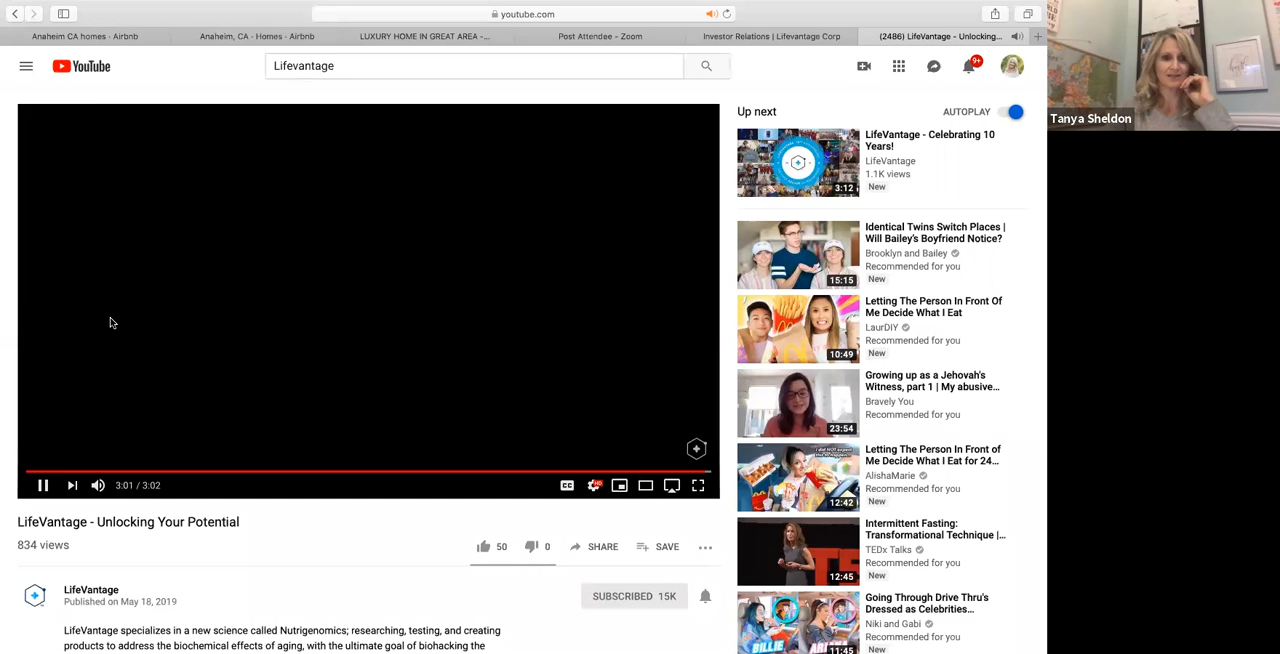 youtube.com
Anaheim CA homes - Airbnb
Anaheim, CA - Homes - Airbnb
LUXURY HOME IN GREAT AREA -...
Post Attendee - Zoom
Investor Relations | Lifevantage Corp
(2486) LifeVantage - Unlocking...
YouTube
Lifevantage
9+
Tanya Sheldon
Up next
AUTOPLAY
LifeVantage - Celebrating 10
Years!
LifeVantage
1.1K views
New
3:12
Identical Twins Switch Places |
Will Bailey's Boyfriend Notice?
Brooklyn and Bailey
Recommended for you
New
15:15
Letting The Person In Front Of
Me Decide What I Eat
LaurDIY
Recommended for you
New
10:49
Growing up as a Jehovah's
Witness, part 1 | My abusive...
Bravely You
Recommended for you
23:54
Letting The Person In Front of
Me Decide What I Eat for 24...
AlishaMarie
Recommended for you
New
12:42
Intermittent Fasting:
Transformational Technique |...
TEDx Talks
Recommended for you
New
12:45
Going Through Drive Thru's
Dressed as Celebrities...
Niki and Gabi
Recommended for you
New
11:45
BILLIE
3:01 / 3:02
CC
HD
LifeVantage - Unlocking Your Potential
834 views
50
0
SHARE
SAVE
LifeVantage
Published on May 18, 2019
SUBSCRIBED 15K
LifeVantage specializes in a new science called Nutrigenomics; researching, testing, and creating
products to address the biochemical effects of aging, with the ultimate goal of biohacking the